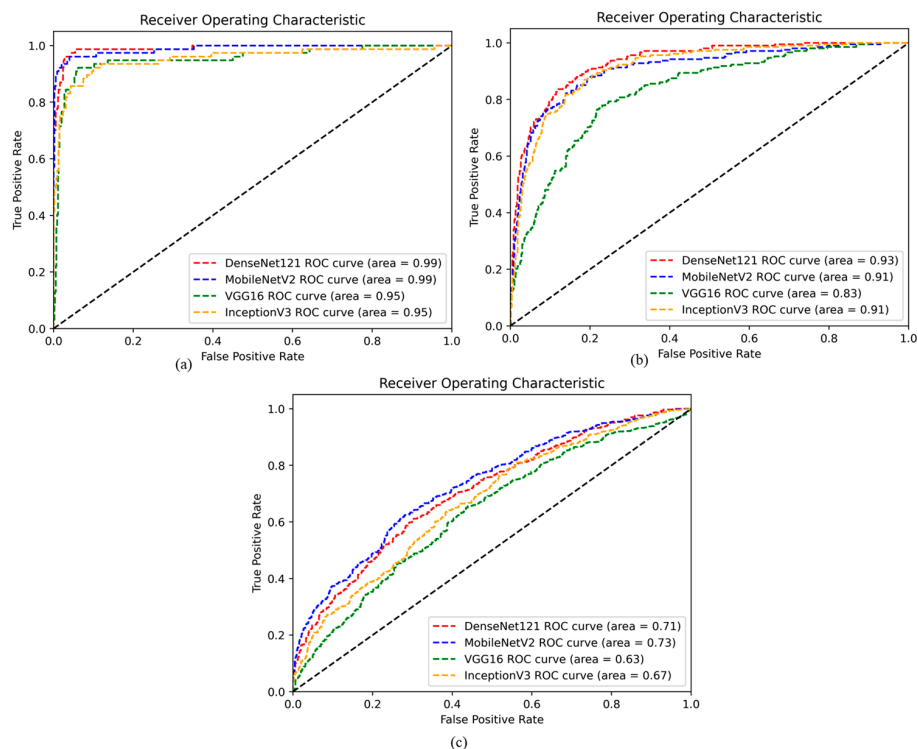 Receiver Operating Characteristic
1.0
0.8
0.6
0.4
0.2
0.0
True Positive Rate
DenseNet121 ROC curve (area = 0.99)
MobileNetV2 ROC curve (area = 0.99)
VGG16 ROC curve (area = 0.95)
InceptionV3 ROC curve (area = 0.95)
0.0 0.2 0.4 0.6 0.8 1.0
False Positive Rate
(a)
Receiver Operating Characteristic
1.0
0.8
0.6
0.4
0.2
0.0
True Positive Rate
DenseNet121 ROC curve (area = 0.93)
MobileNetV2 ROC curve (area = 0.91)
VGG16 ROC curve (area = 0.83)
InceptionV3 ROC curve (area = 0.91)
0.0 0.2 0.4 0.6 0.8 1.0
False Positive Rate
(b)
Receiver Operating Characteristic
1.0
0.8
0.6
0.4
0.2
0.0
True Positive Rate
DenseNet121 ROC curve (area = 0.71)
MobileNetV2 ROC curve (area = 0.73)
VGG16 ROC curve (area = 0.63)
InceptionV3 ROC curve (area = 0.67)
0.0 0.2 0.4 0.6 0.8 1.0
False Positive Rate
(c)